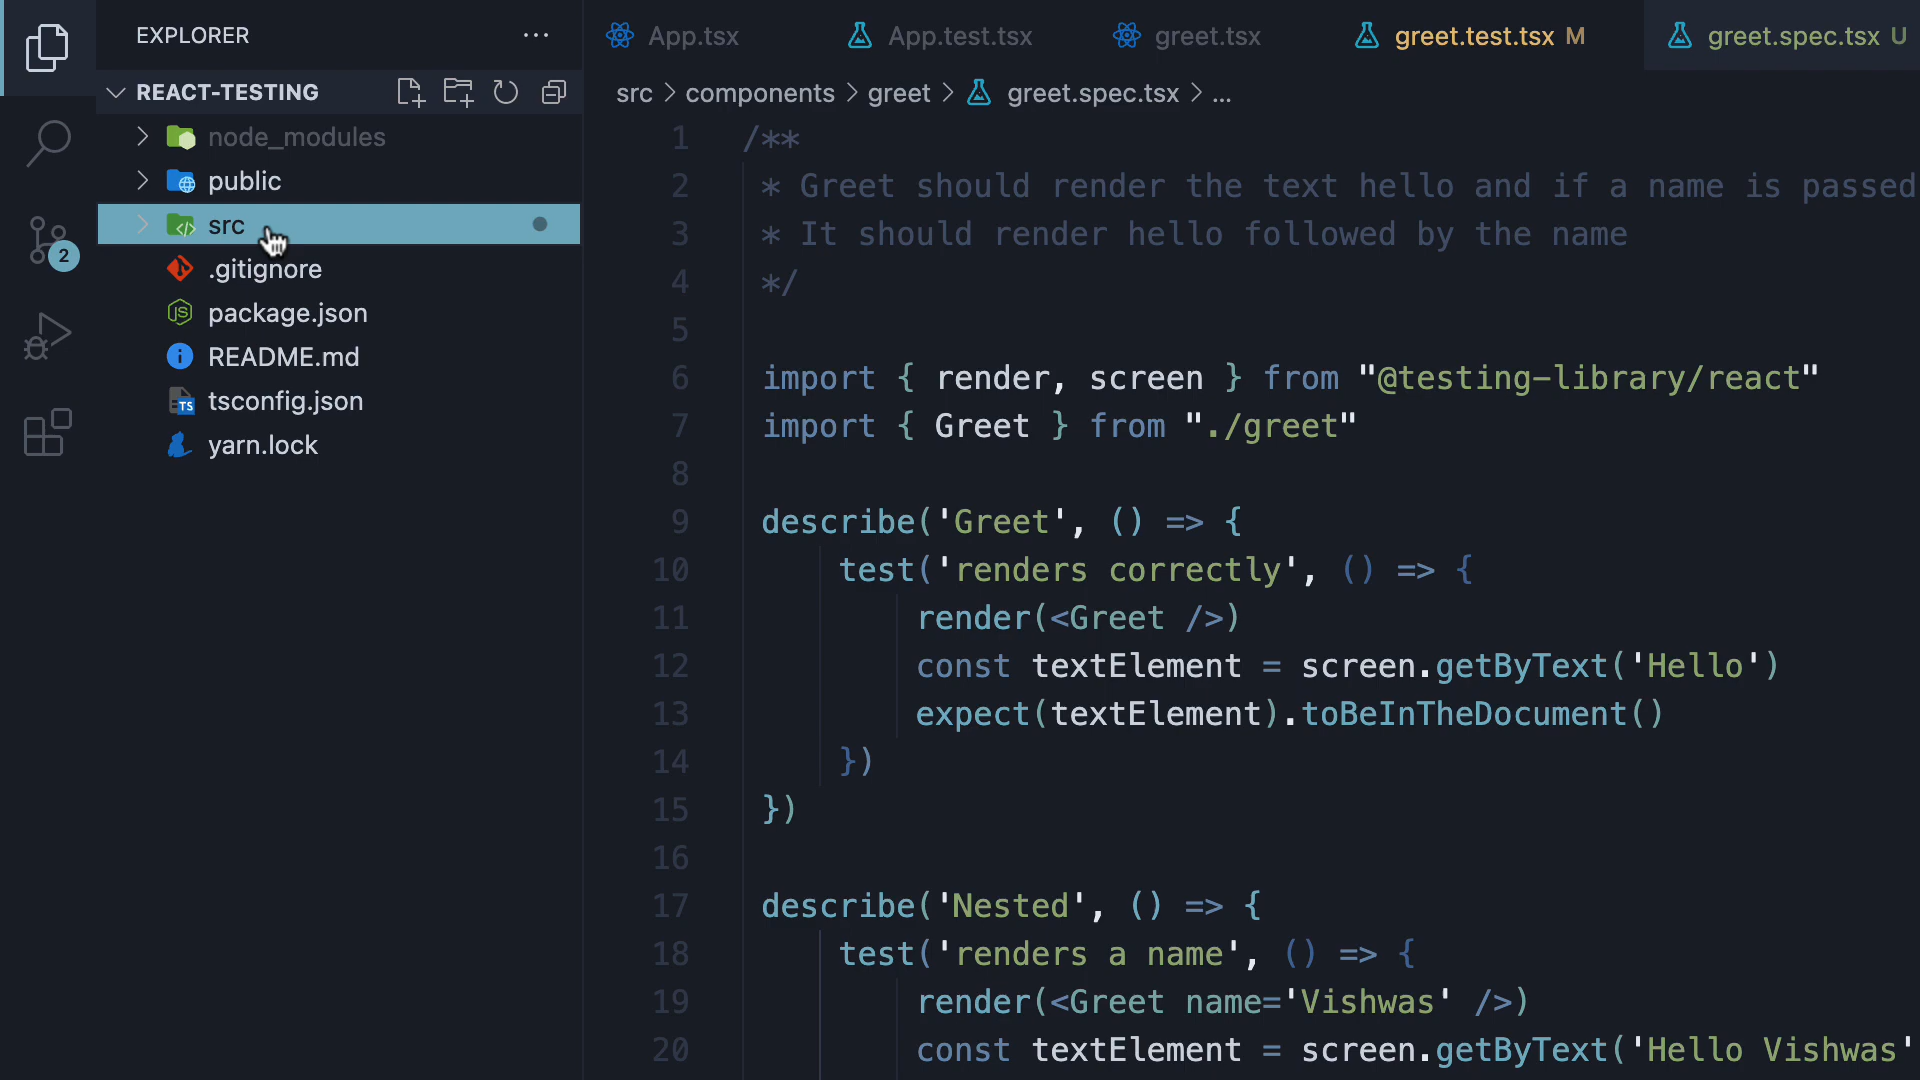 EXPLORER
REACT-TESTING
node_modules
public
src
.gitignore
package.json
README.md
tsconfig.json
yarn.lock
2
App.tsx
App.test.tsx
greet.tsx
greet.test.tsx M
greet.spec.tsx U
src > components > greet > greet.spec.tsx > ...
1 /**
2 * Greet should render the text hello and if a name is passed
3 * It should render hello followed by the name
4 */
5
6 import { render, screen } from "@testing-library/react"
7 import { Greet } from "./greet"
8
9 describe('Greet', () => {
10 test('renders correctly', () => {
11 render(<Greet />)
12 const textElement = screen.getByText('Hello')
13 expect(textElement).toBeInTheDocument()
14 })
15 })
16
17 describe('Nested', () => {
18 test('renders a name', () => {
19 render(<Greet name='Vishwas' />)
20 const textElement = screen.getByText('Hello Vishwas'